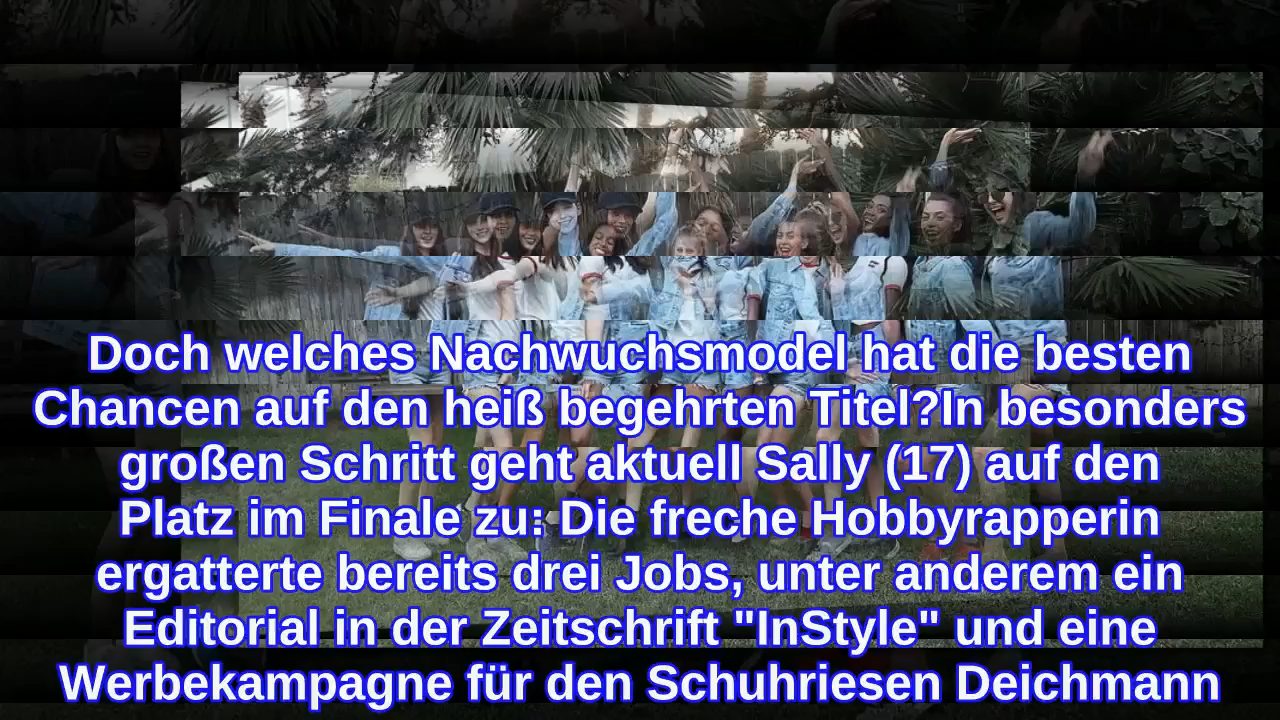 Doch welches Nachwuchsmodel hat die besten
Chancen auf den heiß begehrten Titel?In besonders
großen Schritt geht aktuell Sally (17) auf den
Platz im Finale zu: Die freche Hobbyrapperin
ergatterte bereits drei Jobs, unter anderem ein
Editorial in der Zeitschrift "InStyle" und eine
Werbekampagne für den Schuhriesen Deichmann